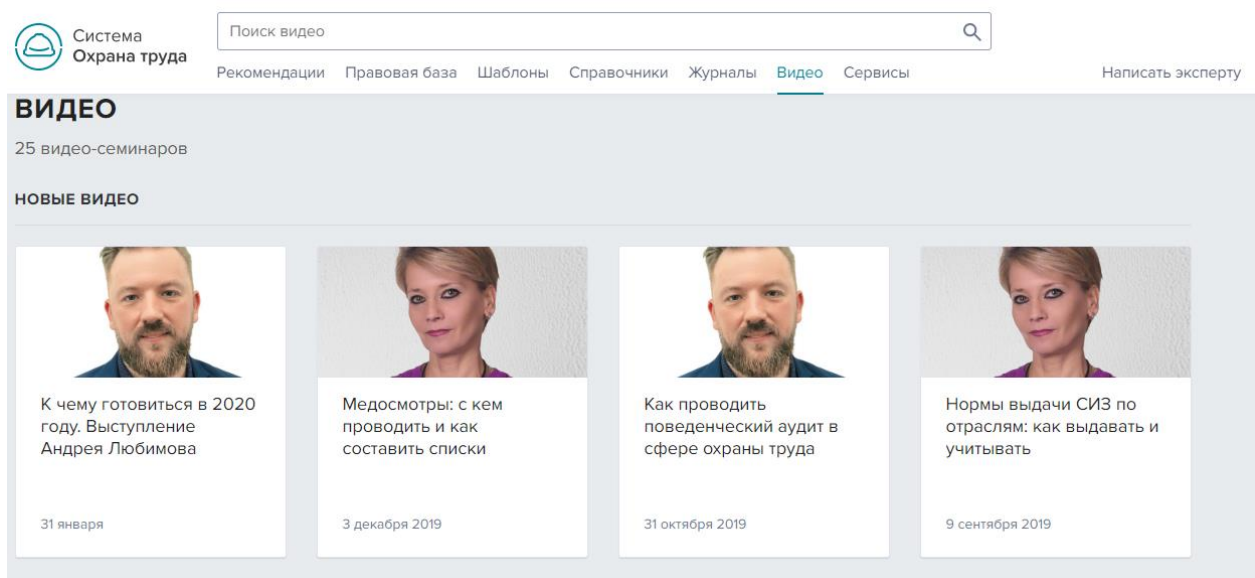 Система
Охрана труда
Поиск видео
Рекомендации Правовая база Шаблоны Справочники Журналы Видео Сервисы Написать эксперту
ВИДЕО
25 видео-семинаров
НОВЫЕ ВИДЕО
К чему готовиться в 2020
году. Выступление
Андрея Любимова
31 января
Медосмотры: с кем
проводить и как
составить списки
3 декабря 2019
Как проводить
поведенческий аудит в
сфере охраны труда
31 октября 2019
Нормы выдачи СИЗ по
отраслям: как выдавать и
учитывать
9 сентября 2019